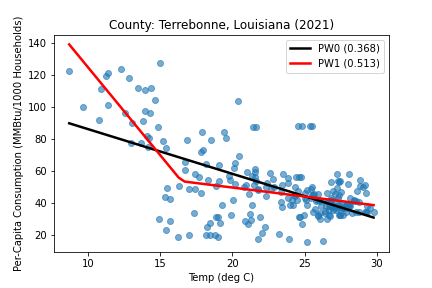 County: Terrebonne, Louisiana (2021)
PW0 (0.368)
PW1 (0.513)
Per-Capita Consumption (MMBtu/1000 Households)
140
120
100
80
60
40
20
10
15
20
25
30
Temp (deg C)